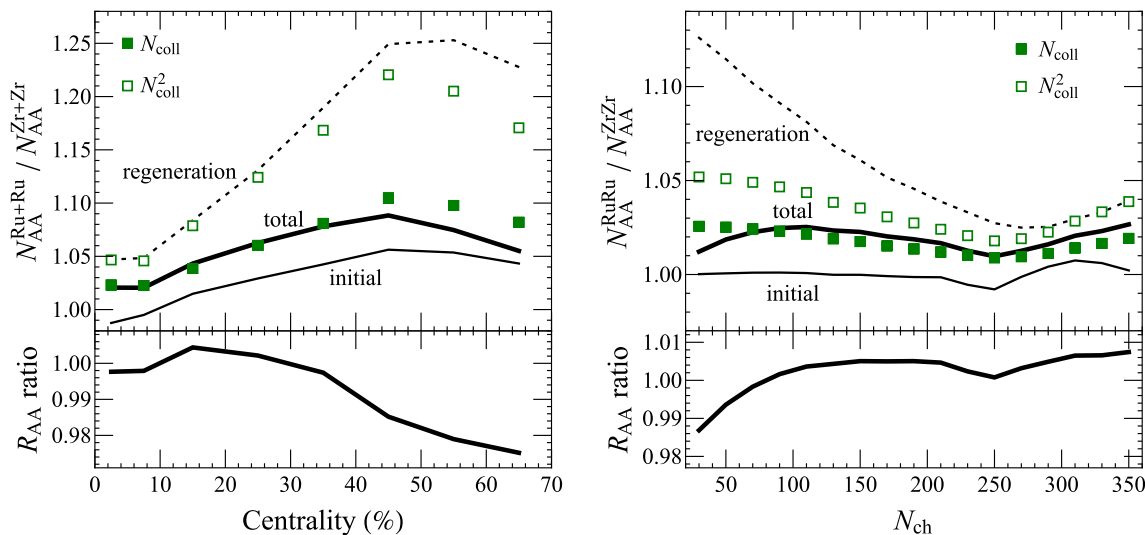 N_AA^Ru+Ru / N_AA^Zr+Zr
1.25
1.20
1.15
1.10
1.05
1.00
N_coll
N_coll^2
regeneration
total
initial
R_AA ratio
1.00
0.99
0.98
0 10 20 30 40 50 60 70
Centrality (%)
N_AA^RuRu / N_AA^ZrZr
1.10
1.05
1.00
N_coll
N_coll^2
regeneration
total
initial
R_AA ratio
1.01
1.00
0.99
0.98
50 100 150 200 250 300 350
N_ch